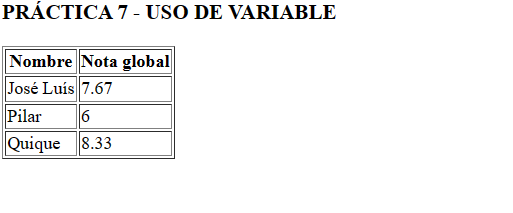 PRÁCTICA 7 - USO DE VARIABLE
Nombre Nota global
José Luís 7.67
Pilar 6
Quique 8.33